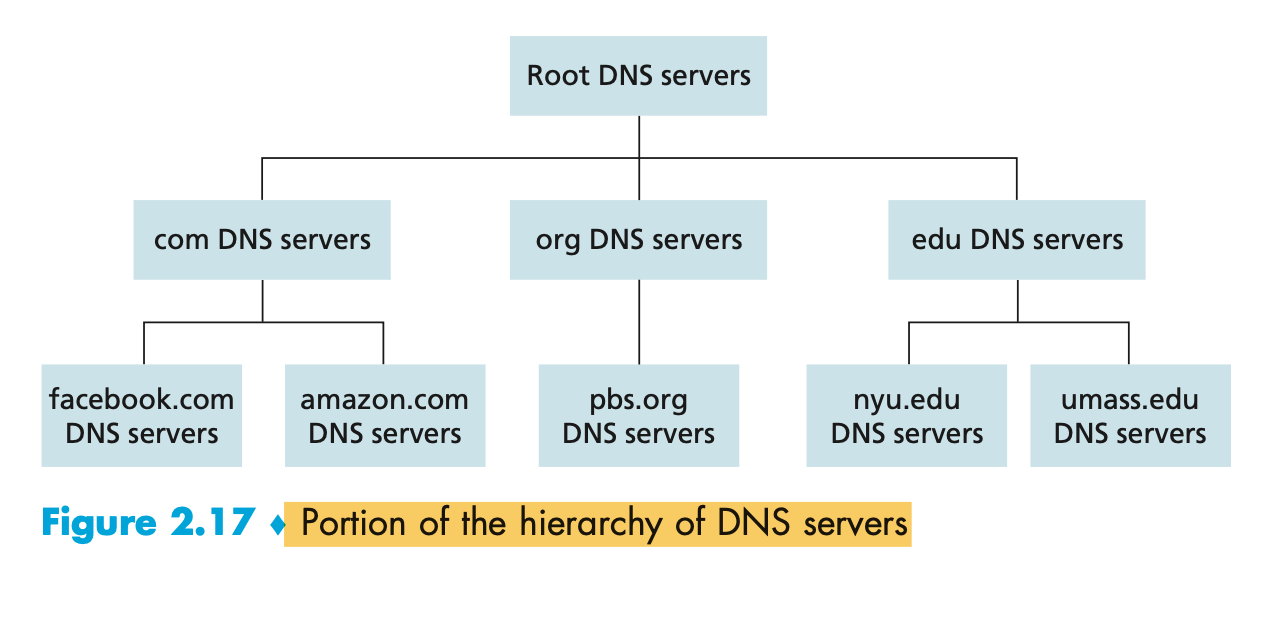 Root DNS servers
com DNS servers
org DNS servers
edu DNS servers
facebook.com
DNS servers
amazon.com
DNS servers
pbs.org
DNS servers
nyu.edu
DNS servers
umass.edu
DNS servers
Figure 2.17 ♦ Portion of the hierarchy of DNS servers